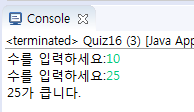 Console
<terminated> Quiz16 (3) [Java App
수를 입력하세요:10
수를 입력하세요:25
25가 큽니다.